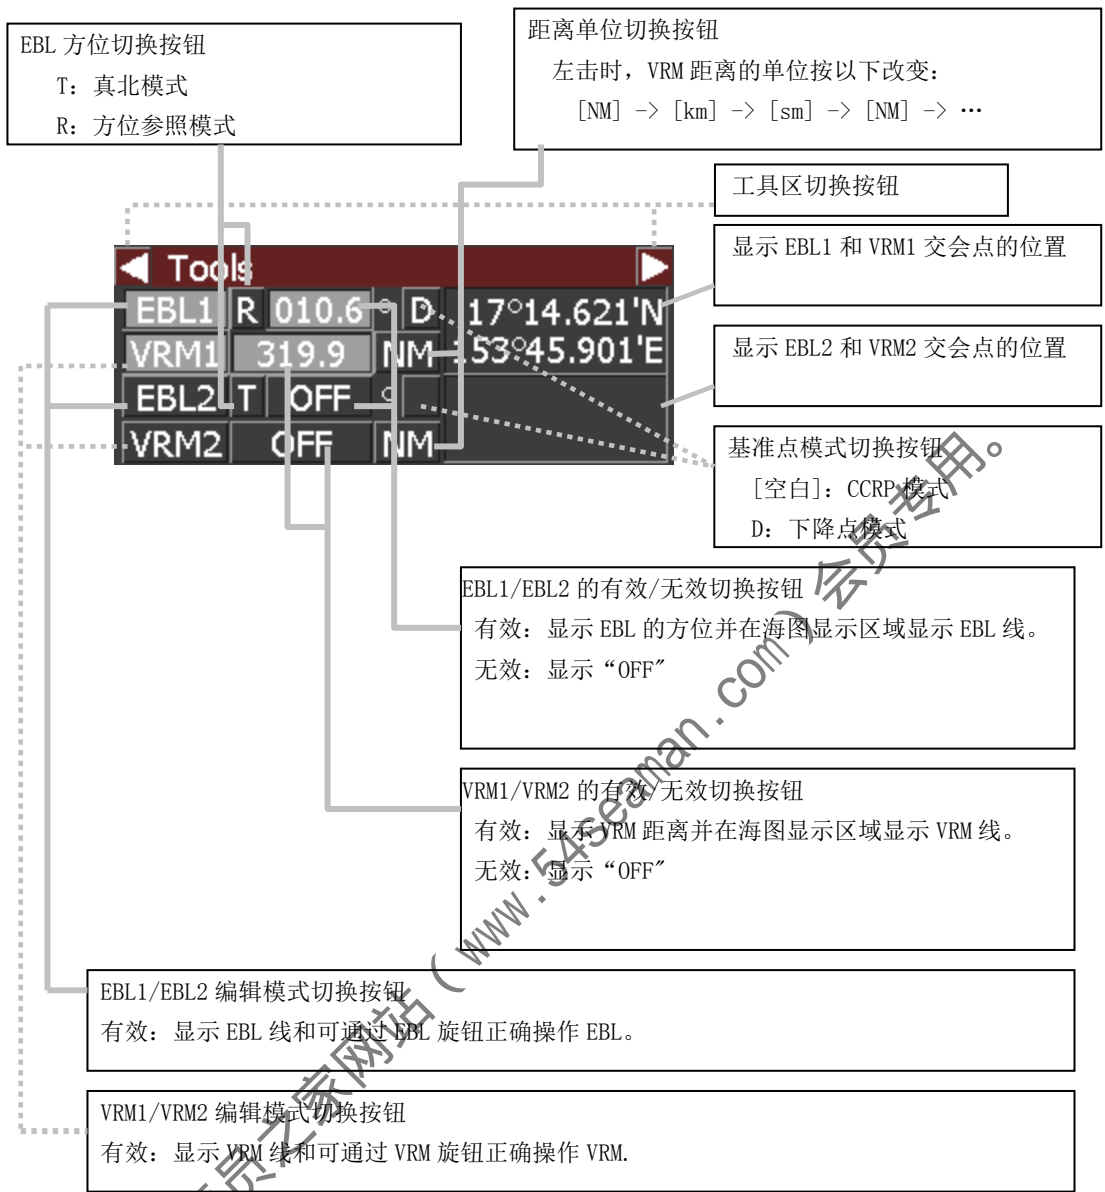 EBL 方位切换按钮
T：真北模式
R：方位参照模式
距离单位切换按钮
左击时，VRM 距离的单位按以下改变：
[NM] -> [km] -> [sm] -> [NM] -> …
工具区切换按钮
显示 EBL1 和 VRM1 交会点的位置
显示 EBL2 和 VRM2 交会点的位置
基准点模式切换按钮
[空白]：CCRP 模式
D：下降点模式
Tools
EBL1 R 010.6 ° D 17°14.621'N
VRM1 319.9 NM 153°45.901'E
EBL2 T OFF °
VRM2 OFF NM
EBL1/EBL2 的有效/无效切换按钮
有效：显示 EBL 的方位并在海图显示区域显示 EBL 线。
无效：显示“OFF”
VRM1/VRM2 的有效/无效切换按钮
有效：显示 VRM 距离并在海图显示区域显示 VRM 线。
无效：显示“OFF”
EBL1/EBL2 编辑模式切换按钮
有效：显示 EBL 线和可通过 EBL 旋钮正确操作 EBL。
VRM1/VRM2 编辑模式切换按钮
有效：显示 VRM 线和可通过 VRM 旋钮正确操作 VRM.
员之家网站（www.54seaman.com）会员专用。